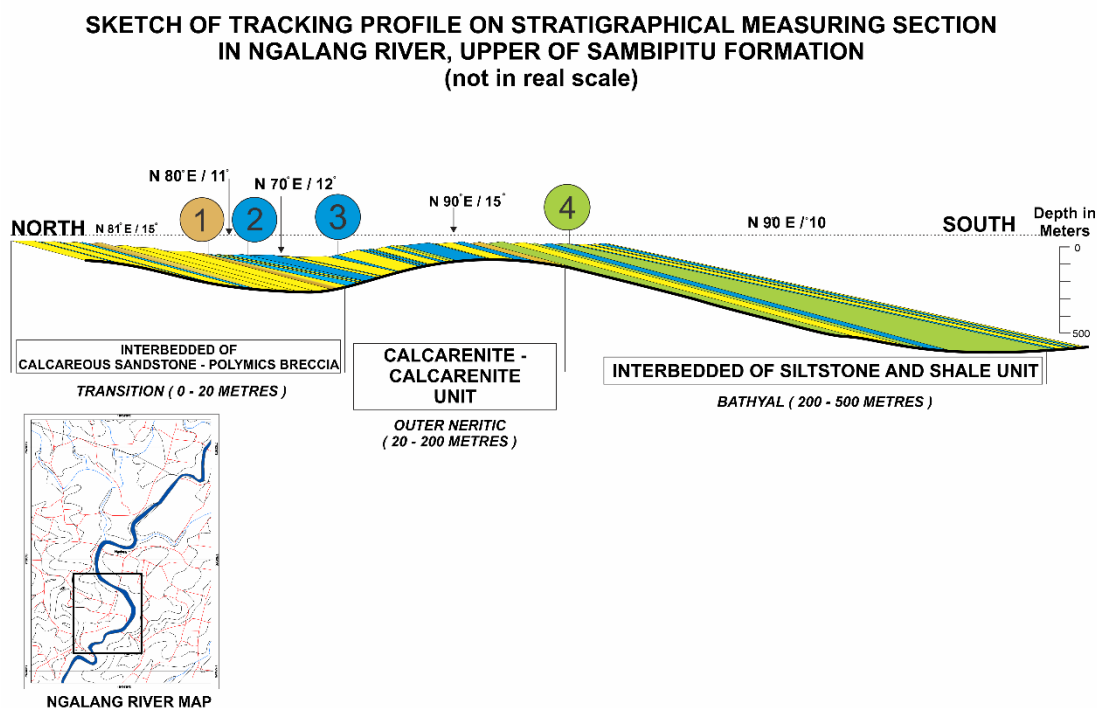 SKETCH OF TRACKING PROFILE ON STRATIGRAPHICAL MEASURING SECTION
IN NGALANG RIVER, UPPER OF SAMBIPITU FORMATION
(not in real scale)
N 80°E / 11°
N 70°E / 12°
N 90°E / 15°
1
2
3
4
NORTH
N 81°E / 15°
N 90 E /°10
SOUTH
Depth in
Meters
0
500
INTERBEDDED OF
CALCAREOUS SANDSTONE - POLYMICS BRECCIA
TRANSITION ( 0 - 20 METRES )
CALCARENITE -
CALCARENITE
UNIT
OUTER NERITIC
( 20 - 200 METRES )
INTERBEDDED OF SILTSTONE AND SHALE UNIT
BATHYAL ( 200 - 500 METRES )
NGALANG RIVER MAP